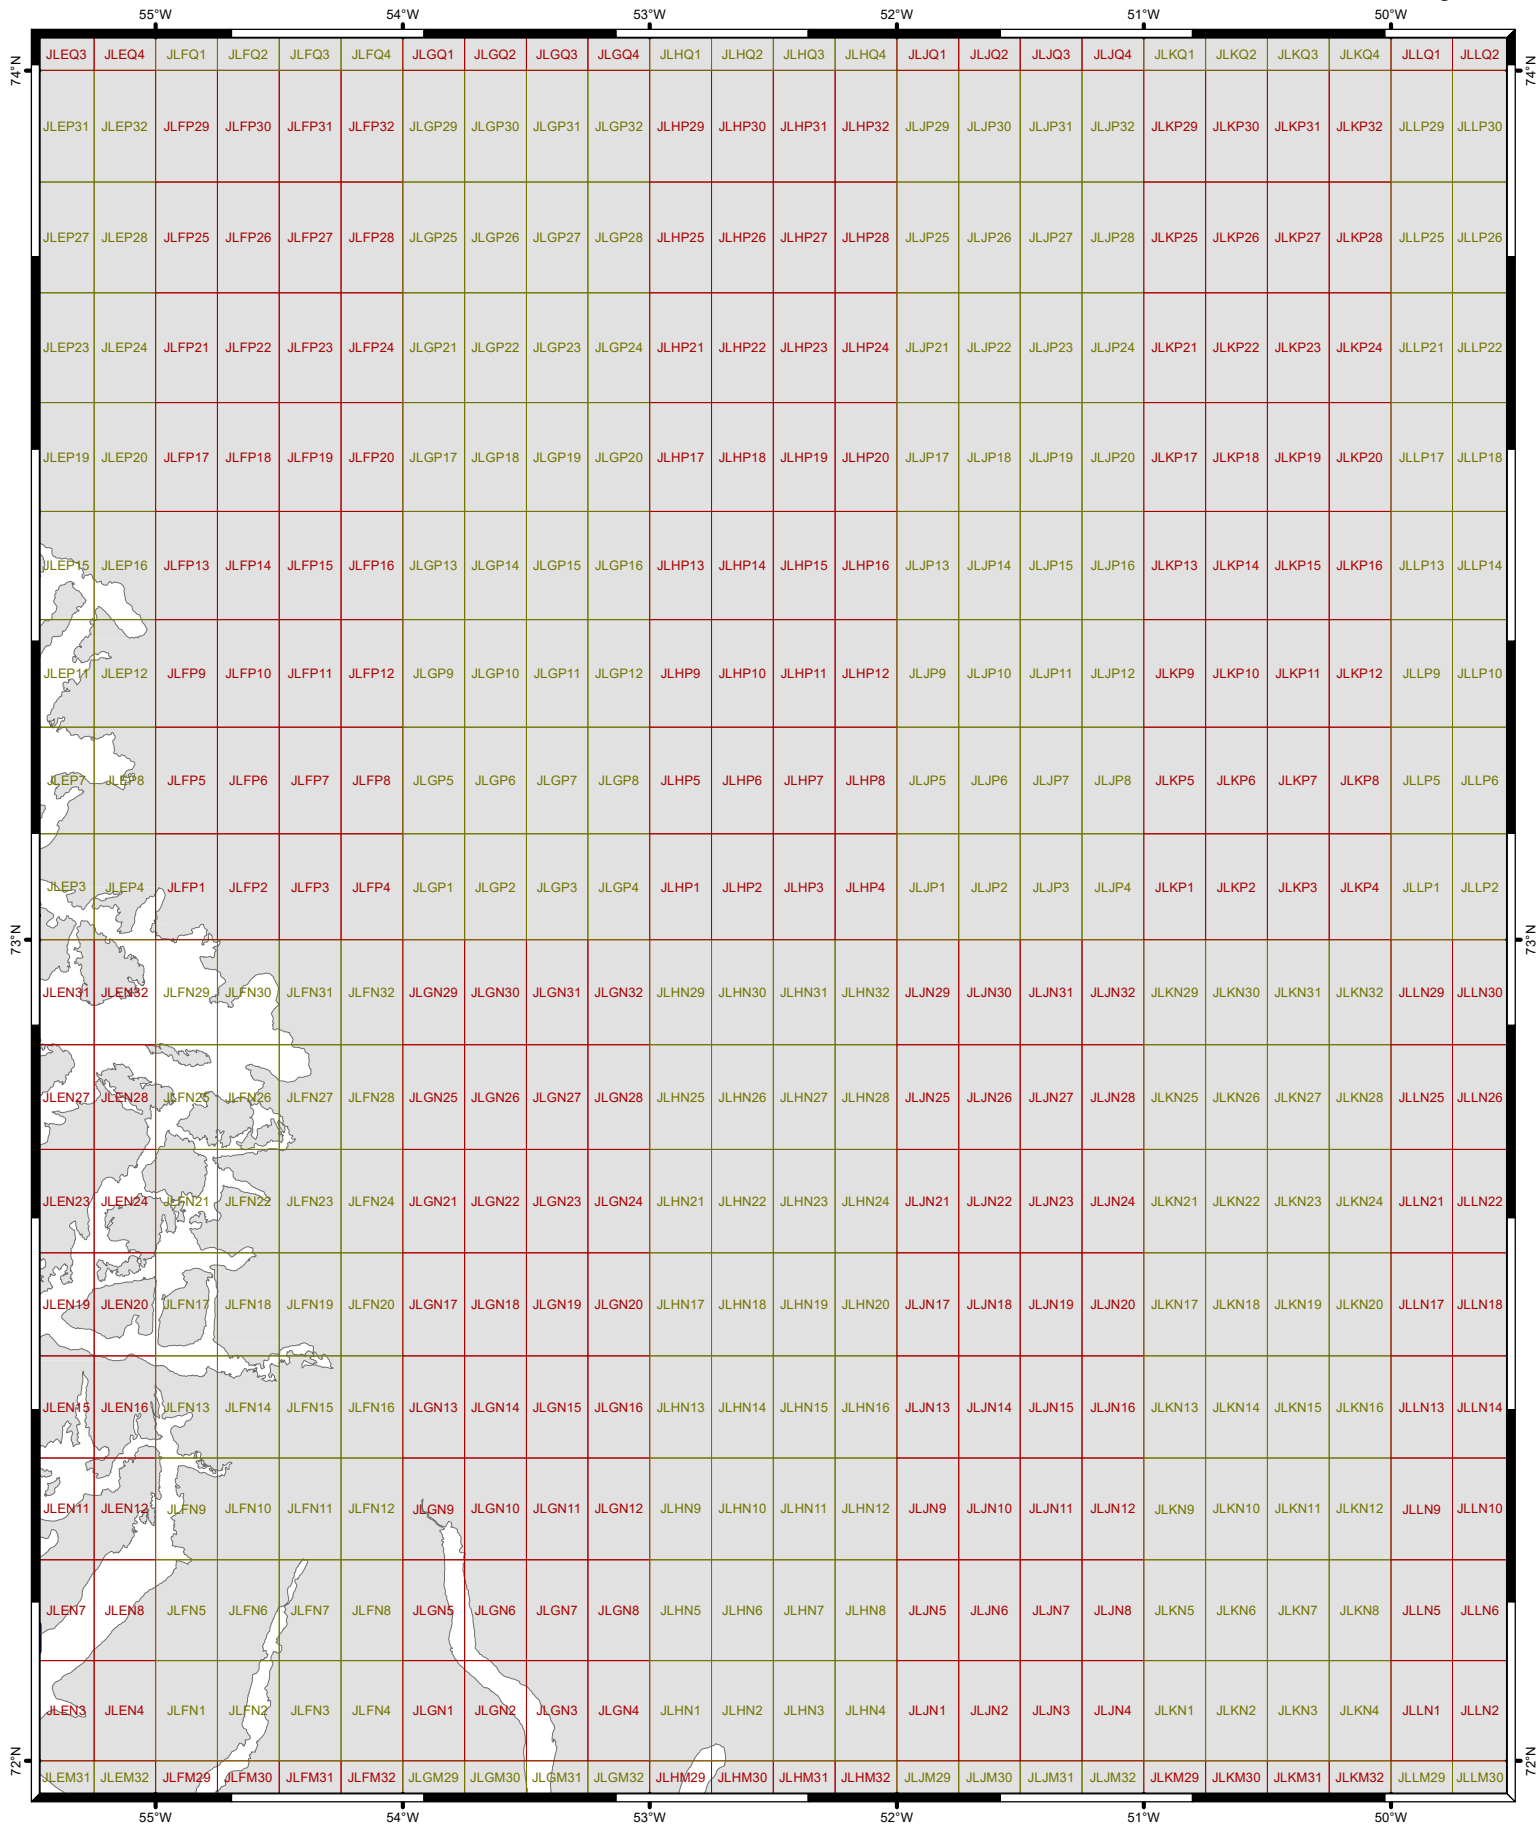 55°W 54°W 53°W 52°W 51°W 50°W
JLEQ3 JLEQ4 JLFQ1 JLFQ2 JLFQ3 JLFQ4 JLGQ1 JLGQ2 JLGQ3 JLGQ4 JLHQ1 JLHQ2 JLHQ3 JLHQ4 JLJQ1 JLJQ2 JLJQ3 JLJQ4 JLKQ1 JLKQ2 JLKQ3 JLKQ4 JLLQ1 JLLQ2
74°N 74°N
JLEP31 JLEP32 JLFP29 JLFP30 JLFP31 JLFP32 JLGP29 JLGP30 JLGP31 JLGP32 JLHP29 JLHP30 JLHP31 JLHP32 JLJP29 JLJP30 JLJP31 JLJP32 JLKP29 JLKP30 JLKP31 JLKP32 JLLP29 JLLP30
JLEP27 JLEP28 JLFP25 JLFP26 JLFP27 JLFP28 JLGP25 JLGP26 JLGP27 JLGP28 JLHP25 JLHP26 JLHP27 JLHP28 JLJP25 JLJP26 JLJP27 JLJP28 JLKP25 JLKP26 JLKP27 JLKP28 JLLP25 JLLP26
JLEP23 JLEP24 JLFP21 JLFP22 JLFP23 JLFP24 JLGP21 JLGP22 JLGP23 JLGP24 JLHP21 JLHP22 JLHP23 JLHP24 JLJP21 JLJP22 JLJP23 JLJP24 JLKP21 JLKP22 JLKP23 JLKP24 JLLP21 JLLP22
JLEP19 JLEP20 JLFP17 JLFP18 JLFP19 JLFP20 JLGP17 JLGP18 JLGP19 JLGP20 JLHP17 JLHP18 JLHP19 JLHP20 JLJP17 JLJP18 JLJP19 JLJP20 JLKP17 JLKP18 JLKP19 JLKP20 JLLP17 JLLP18
JLEP15 JLEP16 JLFP13 JLFP14 JLFP15 JLFP16 JLGP13 JLGP14 JLGP15 JLGP16 JLHP13 JLHP14 JLHP15 JLHP16 JLJP13 JLJP14 JLJP15 JLJP16 JLKP13 JLKP14 JLKP15 JLKP16 JLLP13 JLLP14
JLEP11 JLEP12 JLFP9 JLFP10 JLFP11 JLFP12 JLGP9 JLGP10 JLGP11 JLGP12 JLHP9 JLHP10 JLHP11 JLHP12 JLJP9 JLJP10 JLJP11 JLJP12 JLKP9 JLKP10 JLKP11 JLKP12 JLLP9 JLLP10
JLEP7 JLEP8 JLFP5 JLFP6 JLFP7 JLFP8 JLGP5 JLGP6 JLGP7 JLGP8 JLHP5 JLHP6 JLHP7 JLHP8 JLJP5 JLJP6 JLJP7 JLJP8 JLKP5 JLKP6 JLKP7 JLKP8 JLLP5 JLLP6
JLEP3 JLEP4 JLFP1 JLFP2 JLFP3 JLFP4 JLGP1 JLGP2 JLGP3 JLGP4 JLHP1 JLHP2 JLHP3 JLHP4 JLJP1 JLJP2 JLJP3 JLJP4 JLKP1 JLKP2 JLKP3 JLKP4 JLLP1 JLLP2
73°N 73°N
JLEN31 JLEN32 JLFN29 JLFN30 JLFN31 JLFN32 JLGN29 JLGN30 JLGN31 JLGN32 JLHN29 JLHN30 JLHN31 JLHN32 JLJN29 JLJN30 JLJN31 JLJN32 JLKN29 JLKN30 JLKN31 JLKN32 JLLN29 JLLN30
JLEN27 JLEN28 JLFN25 JLFN26 JLFN27 JLFN28 JLGN25 JLGN26 JLGN27 JLGN28 JLHN25 JLHN26 JLHN27 JLHN28 JLJN25 JLJN26 JLJN27 JLJN28 JLKN25 JLKN26 JLKN27 JLKN28 JLLN25 JLLN26
JLEN23 JLEN24 JLFN21 JLFN22 JLFN23 JLFN24 JLGN21 JLGN22 JLGN23 JLGN24 JLHN21 JLHN22 JLHN23 JLHN24 JLJN21 JLJN22 JLJN23 JLJN24 JLKN21 JLKN22 JLKN23 JLKN24 JLLN21 JLLN22
JLEN19 JLEN20 JLFN17 JLFN18 JLFN19 JLFN20 JLGN17 JLGN18 JLGN19 JLGN20 JLHN17 JLHN18 JLHN19 JLHN20 JLJN17 JLJN18 JLJN19 JLJN20 JLKN17 JLKN18 JLKN19 JLKN20 JLLN17 JLLN18
JLEN15 JLEN16 JLFN13 JLFN14 JLFN15 JLFN16 JLGN13 JLGN14 JLGN15 JLGN16 JLHN13 JLHN14 JLHN15 JLHN16 JLJN13 JLJN14 JLJN15 JLJN16 JLKN13 JLKN14 JLKN15 JLKN16 JLLN13 JLLN14
JLEN11 JLEN12 JLFN9 JLFN10 JLFN11 JLFN12 JLGN9 JLGN10 JLGN11 JLGN12 JLHN9 JLHN10 JLHN11 JLHN12 JLJN9 JLJN10 JLJN11 JLJN12 JLKN9 JLKN10 JLKN11 JLKN12 JLLN9 JLLN10
JLEN7 JLEN8 JLFN5 JLFN6 JLFN7 JLFN8 JLGN5 JLGN6 JLGN7 JLGN8 JLHN5 JLHN6 JLHN7 JLHN8 JLJN5 JLJN6 JLJN7 JLJN8 JLKN5 JLKN6 JLKN7 JLKN8 JLLN5 JLLN6
JLEN3 JLEN4 JLFN1 JLFN2 JLFN3 JLFN4 JLGN1 JLGN2 JLGN3 JLGN4 JLHN1 JLHN2 JLHN3 JLHN4 JLJN1 JLJN2 JLJN3 JLJN4 JLKN1 JLKN2 JLKN3 JLKN4 JLLN1 JLLN2
72°N 72°N
JLEM31 JLEM32 JLFM29 JLFM30 JLFM31 JLFM32 JLGM29 JLGM30 JLGM31 JLGM32 JLHM29 JLHM30 JLHM31 JLHM32 JLJM29 JLJM30 JLJM31 JLJM32 JLKM29 JLKM30 JLKM31 JLKM32 JLLM29 JLLM30
55°W 54°W 53°W 52°W 51°W 50°W